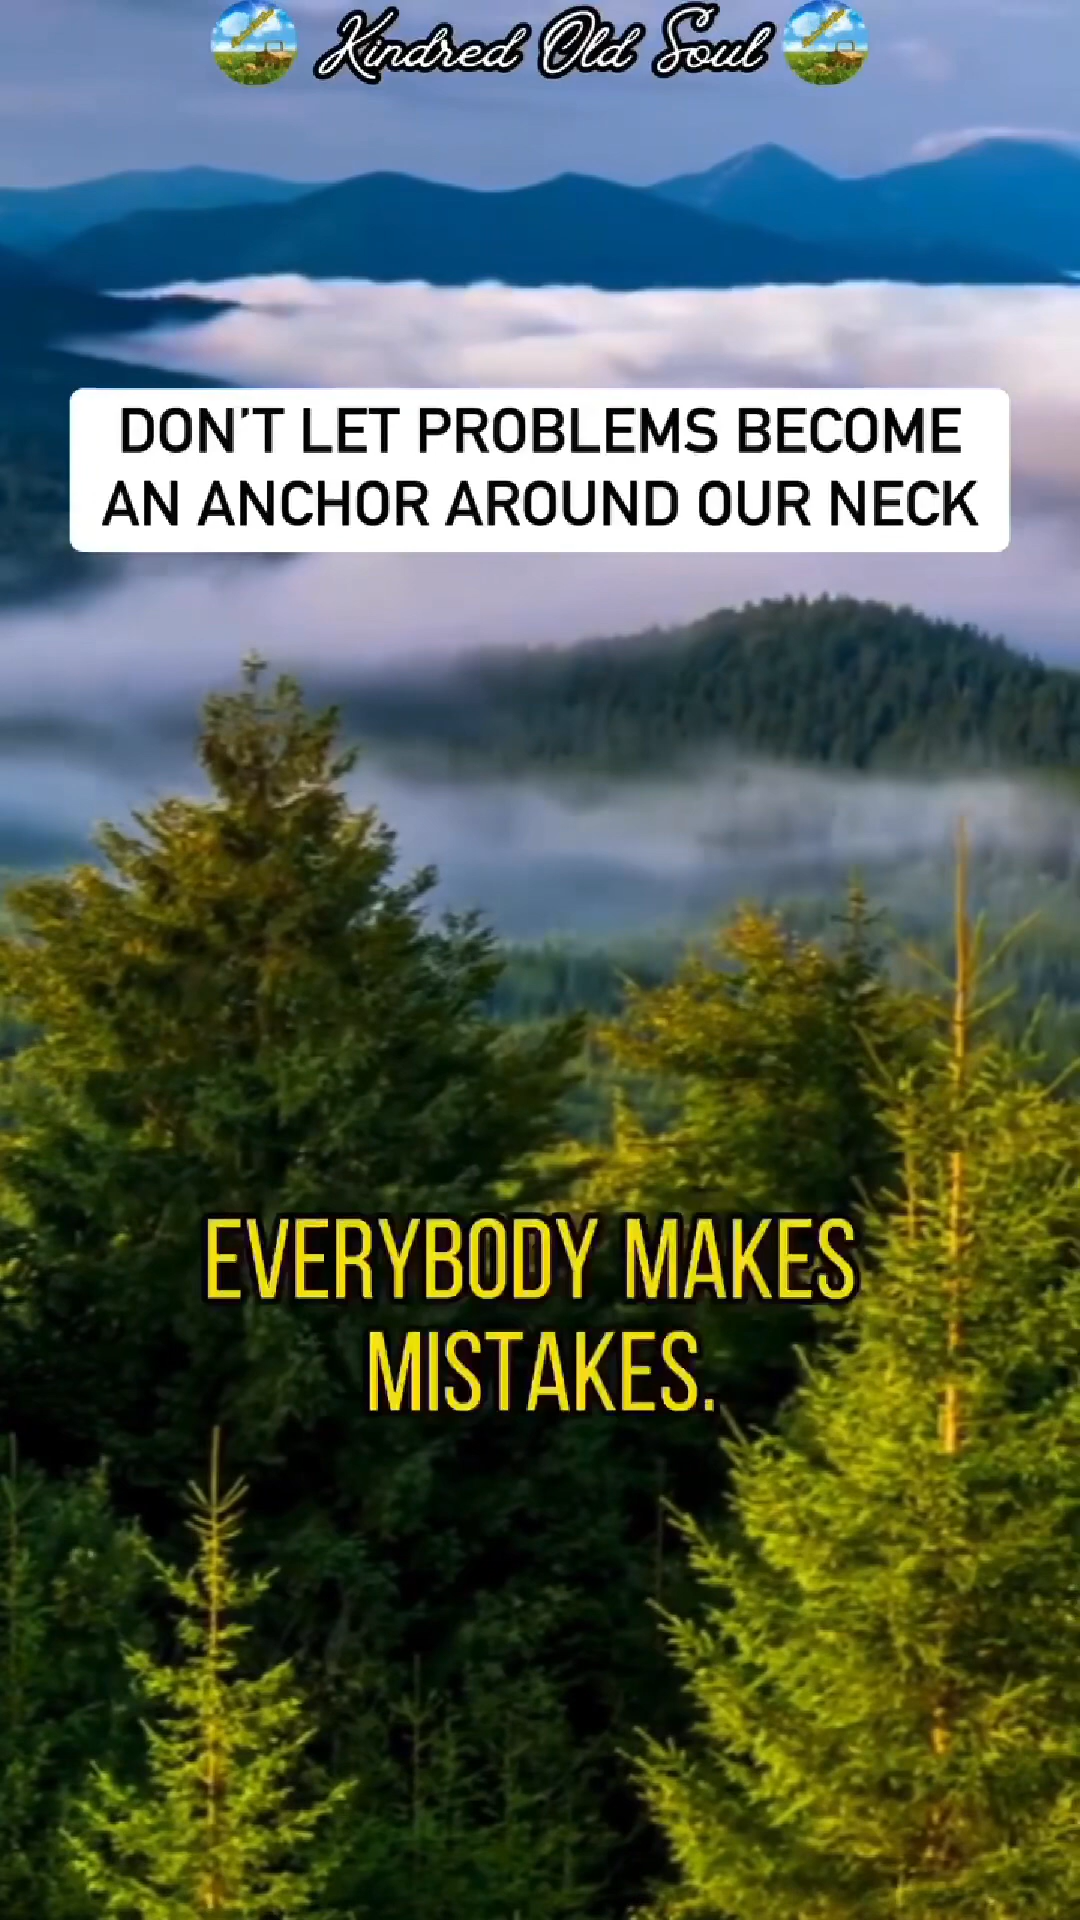 Kindred Old Soul
DON’T LET PROBLEMS BECOME
AN ANCHOR AROUND OUR NECK
EVERYBODY MAKES
MISTAKES.